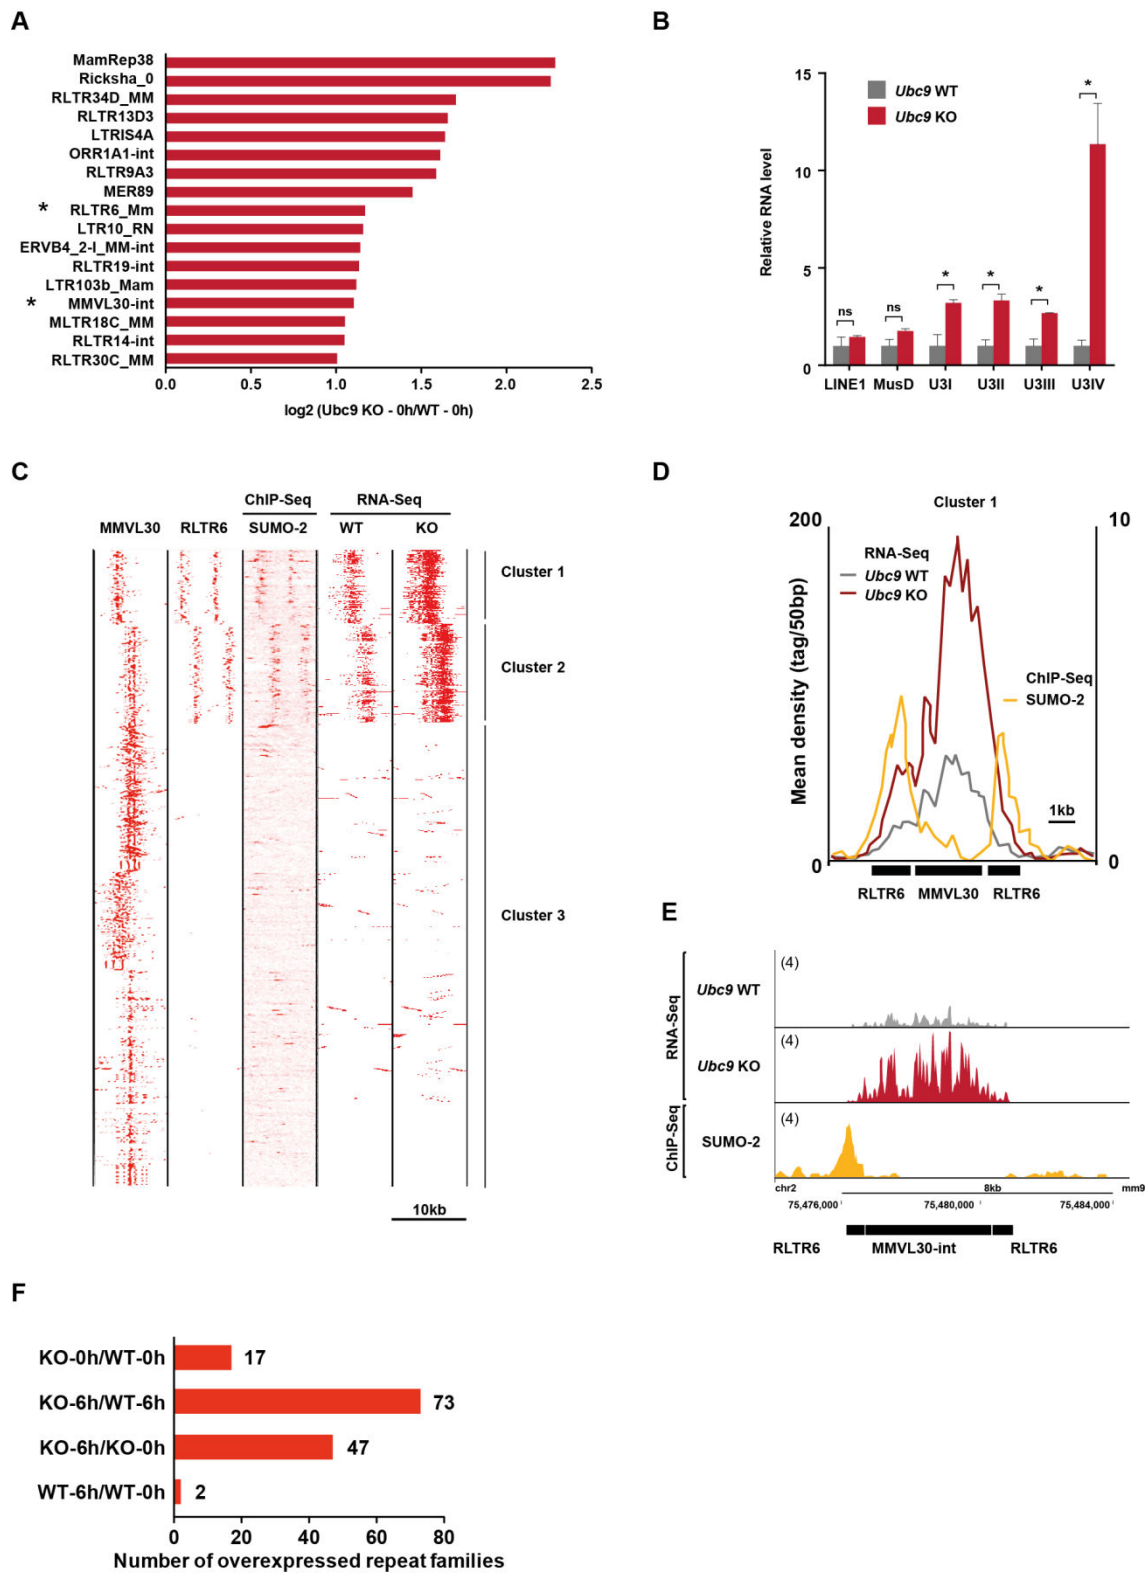 A
MamRep38
Ricksha_0
RLTR34D_MM
RLTR13D3
LTRIS4A
ORR1A1-int
RLTR9A3
MER89
* RLTR6_Mm
LTR10_RN
ERVB4_2-I_MM-int
RLTR19-int
LTR103b_Mam
* MMVL30-int
MLTR18C_MM
RLTR14-int
RLTR30C_MM
0.0 0.5 1.0 1.5 2.0 2.5
log2 (Ubc9 KO - 0h/WT - 0h)
B
Relative RNA level
15
10
5
0
Ubc9 WT
Ubc9 KO
ns ns * * * *
LINE1 MusD U3I U3II U3III U3IV
C
ChIP-Seq RNA-Seq
MMVL30 RLTR6 SUMO-2 WT KO
Cluster 1
Cluster 2
Cluster 3
10kb
D
Cluster 1
200 10
RNA-Seq
Ubc9 WT
Ubc9 KO
ChIP-Seq
SUMO-2
Mean density (tag/50bp)
1kb
0 0
RLTR6 MMVL30 RLTR6
E
RNA-Seq
Ubc9 WT
(4)
Ubc9 KO
(4)
ChIP-Seq
SUMO-2
(4)
chr2 8kb mm9
75,476,000 75,480,000 75,484,000
RLTR6 MMVL30-int RLTR6
F
KO-0h/WT-0h 17
KO-6h/WT-6h 73
KO-6h/KO-0h 47
WT-6h/WT-0h 2
0 20 40 60 80
Number of overexpressed repeat families